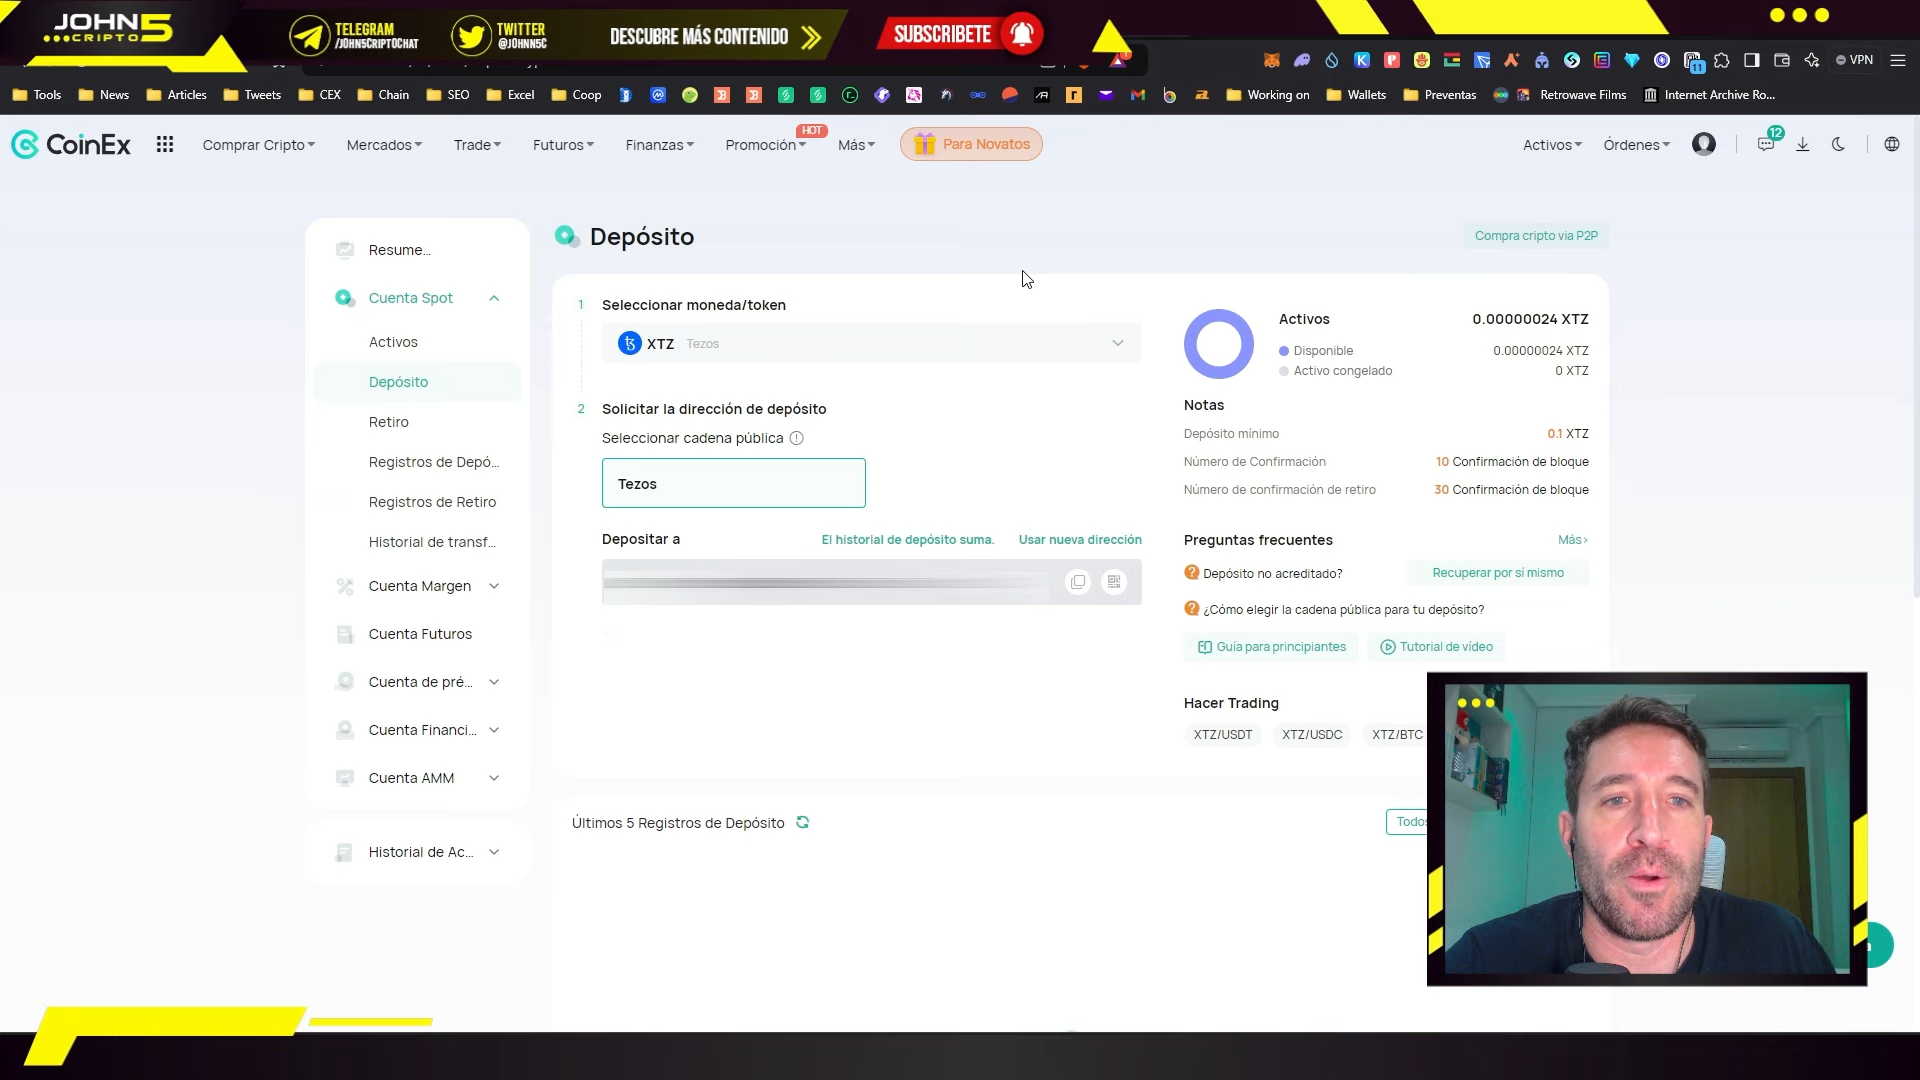 JOHN5
CRIPTO
TELEGRAM
/JOHN5CRIPTOCHAT
TWITTER
@JOHNN5C
DESCUBRE MÁS CONTENIDO
SUBSCRIBETE
11
VPN
Tools
News
Articles
Tweets
CEX
Chain
SEO
Excel
Coop
Working on
Wallets
Preventas
Retrowave Films
Internet Archive Ro...
CoinEx
Comprar Cripto
Mercados
Trade
Futuros
Finanzas
Promoción
HOT
Más
Para Novatos
Activos
Órdenes
12
Resume...
Cuenta Spot
Activos
Depósito
Retiro
Registros de Depó...
Registros de Retiro
Historial de transf...
Cuenta Margen
Cuenta Futuros
Cuenta de pré...
Cuenta Financi...
Cuenta AMM
Historial de Ac...
Depósito
Compra cripto via P2P
1 Seleccionar moneda/token
XTZ Tezos
2 Solicitar la dirección de depósito
Seleccionar cadena pública
Tezos
Depositar a
El historial de depósito suma.
Usar nueva dirección
Activos 0.00000024 XTZ
Disponible 0.00000024 XTZ
Activo congelado 0 XTZ
Notas
Depósito mínimo 0.1 XTZ
Número de Confirmación 10 Confirmación de bloque
Número de confirmación de retiro 30 Confirmación de bloque
Preguntas frecuentes Más>
Depósito no acreditado? Recuperar por sí mismo
¿Cómo elegir la cadena pública para tu depósito?
Guía para principiantes
Tutorial de vídeo
Hacer Trading
XTZ/USDT
XTZ/USDC
XTZ/BTC
Últimos 5 Registros de Depósito
Todos